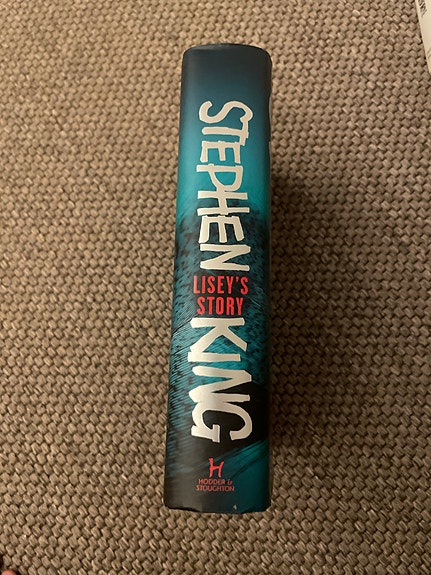 STEPHEN
LISEY'S
STORY
KING
H
HODDER &
STOUGHTON